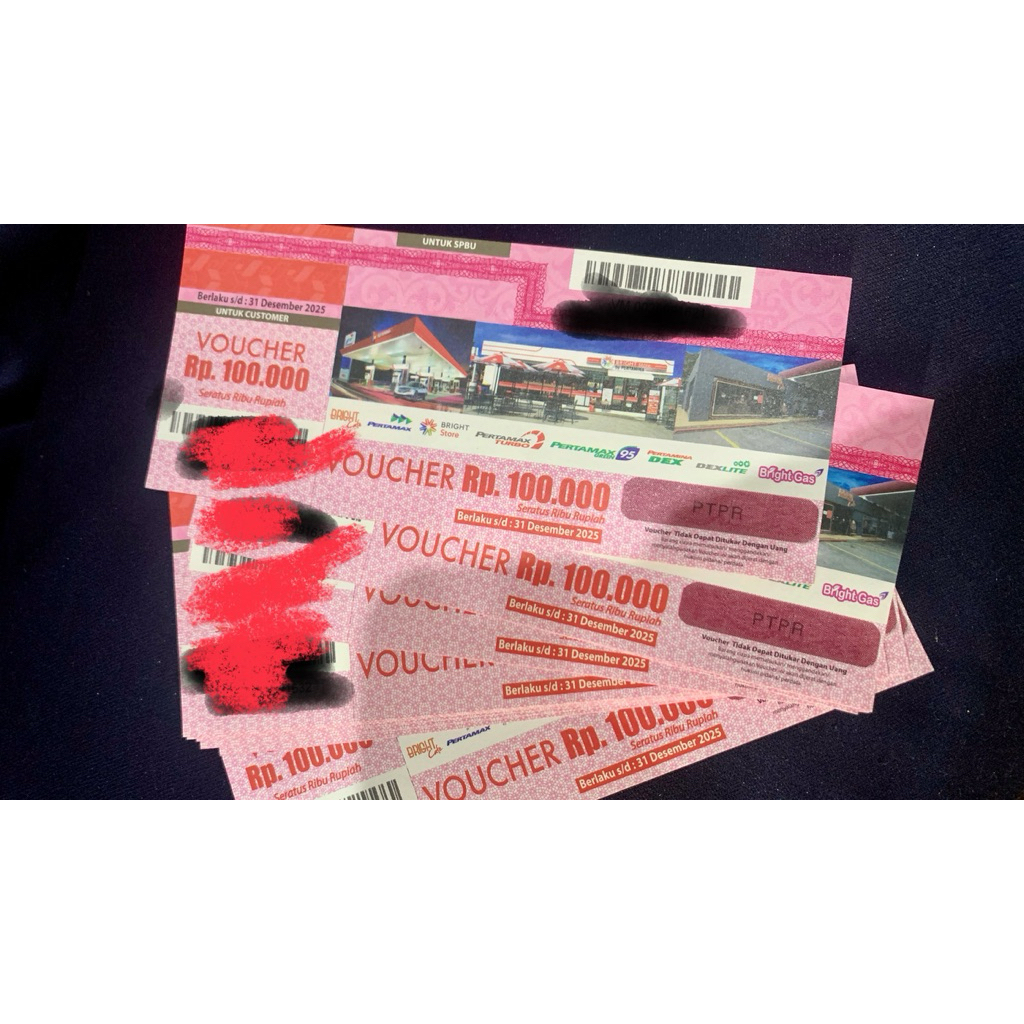 UNTUK SPBU
Berlaku s/d : 31 Desember 2025
UNTUK CUSTOMER
VOUCHER
Rp. 100.000
Seratus Ribu Rupiah
BRIGHT
Cafe
PERTAMAX
BRIGHT
Store
PERTAMAX
TURBO
PERTAMAX
GREEN 95
PERTAMINA
DEX
DEXLITE
Bright Gas
VOUCHER Rp. 100.000
Seratus Ribu Rupiah
Berlaku s/d : 31 Desember 2025
PTPR
Voucher Tidak Dapat Ditukar Dengan Uang
VOUCHER Rp. 100.000
Berlaku s/d : 31 Desember 2025
Bright Gas
PTPR
Voucher Tidak Dapat Ditukar Dengan Uang
VOUCHER
Berlaku s/d : 31 Desember 2025
VOUCHER
Berlaku s/d : 31 Desember
Rp. 100.000
Seratus Ribu Rupiah
BRIGHT
Cafe
PERTAMAX
VOUCHER Rp. 100.000
Seratus Ribu Rupiah
Berlaku s/d : 31 Desember 2025